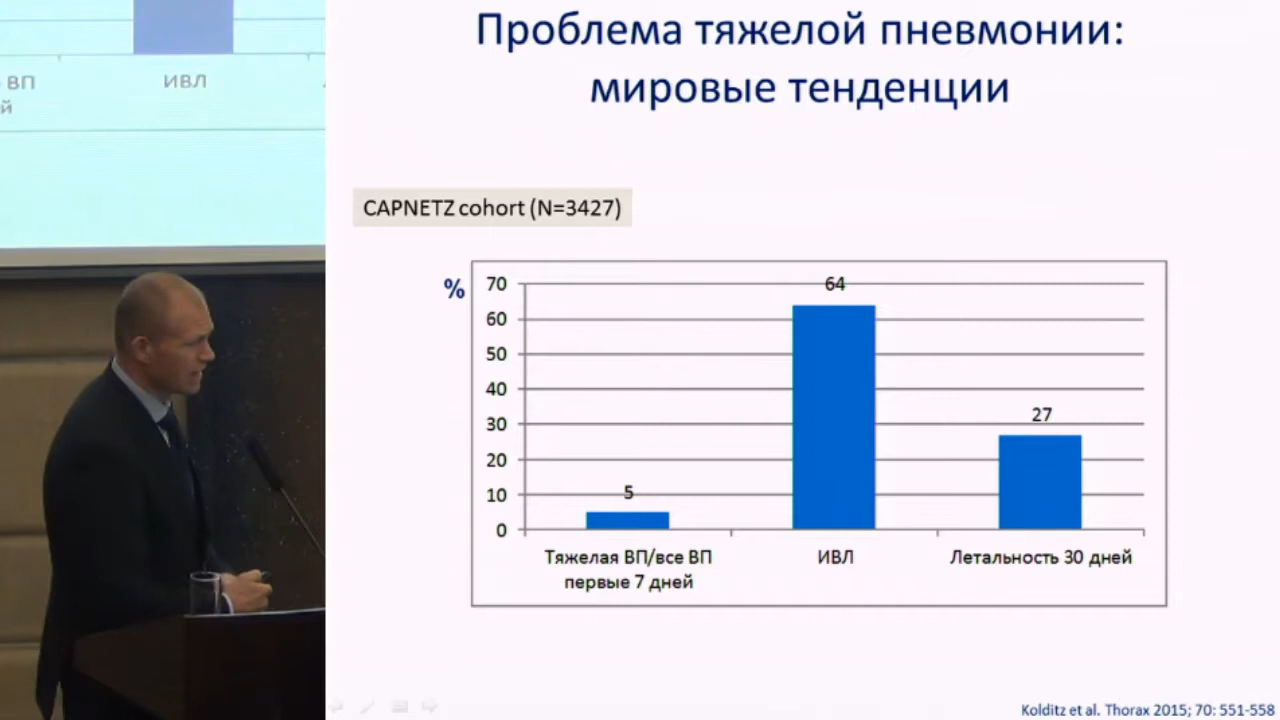 Проблема тяжелой пневмонии:
мировые тенденции
ВП
ИВЛ
й
CAPNETZ cohort (N=3427)
%
70
60
50
40
30
20
10
0
5
64
27
Тяжелая ВП/все ВП
первые 7 дней
ИВЛ
Летальность 30 дней
Kolditz et al. Thorax 2015; 70: 551-558